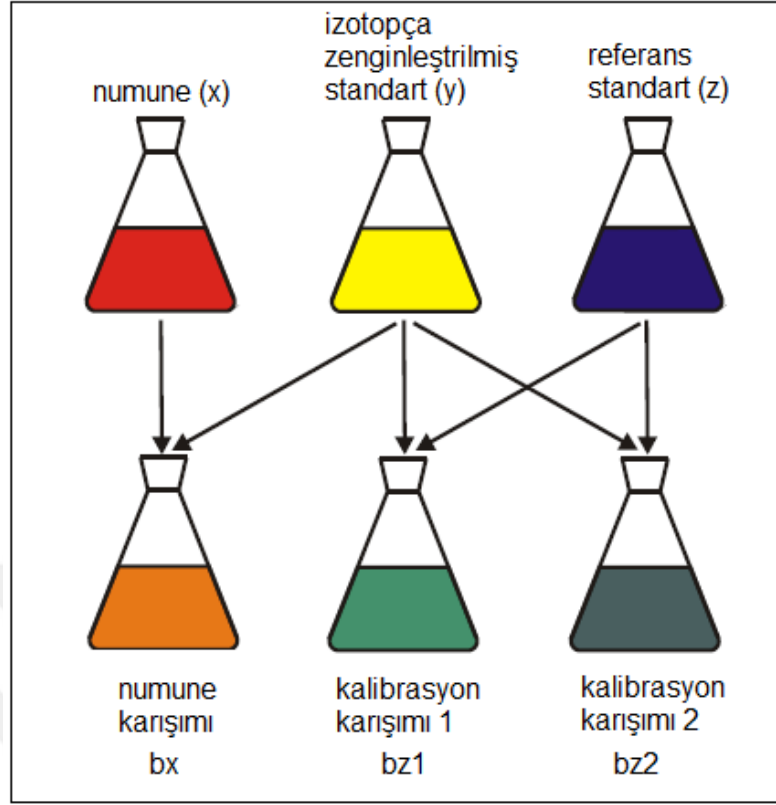 numune (x)
izotopça
zenginleştrilmiş
standart (y)
referans
standart (z)
numune
karışımı
bx
kalibrasyon
karışımı 1
bz1
kalibrasyon
karışımı 2
bz2